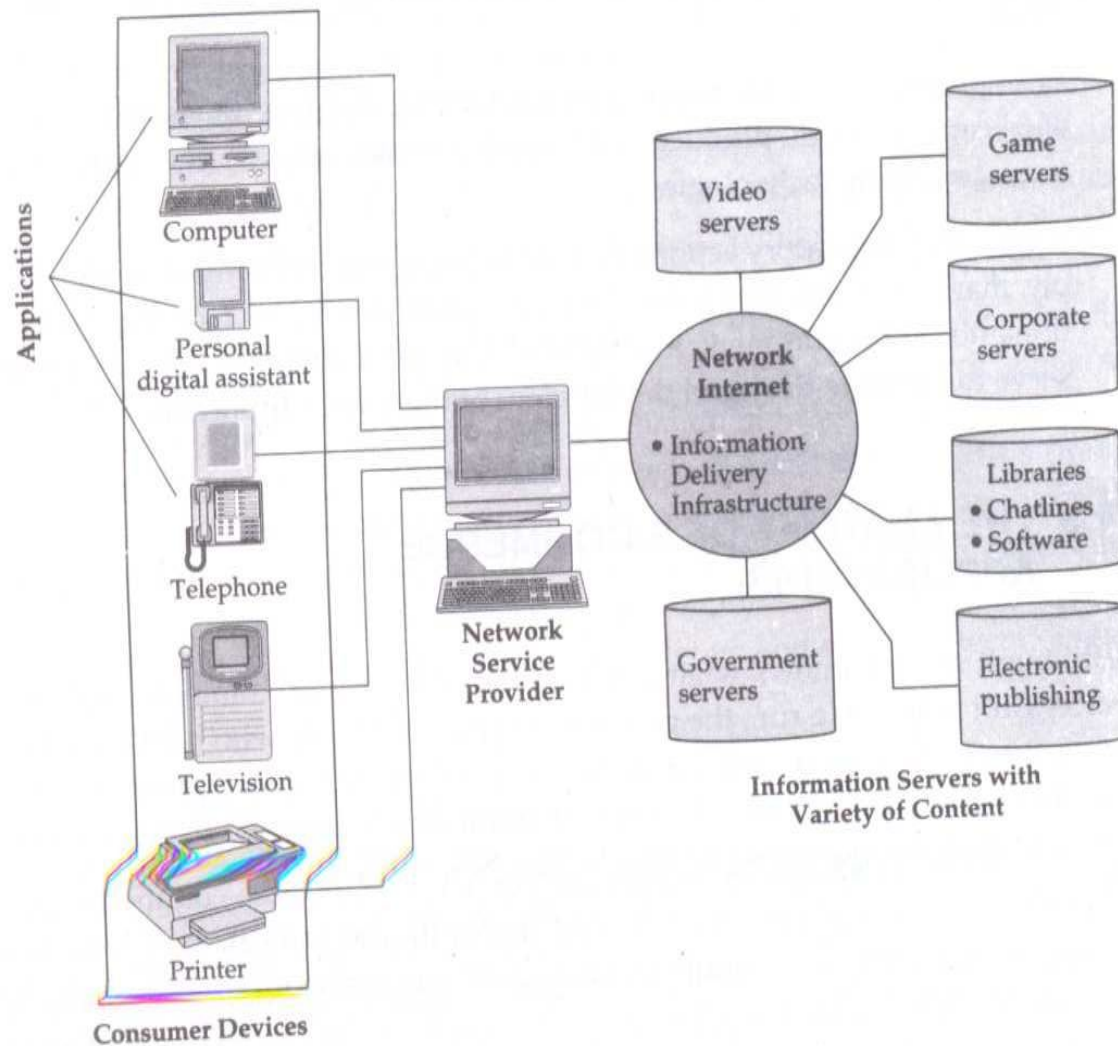 Applications
Computer
Personal
digital assistant
Telephone
Television
Printer
Consumer Devices
Network
Service
Provider
Video
servers
Network
Internet
• Information
Delivery
Infrastructure
Government
servers
Game
servers
Corporate
servers
Libraries
• Chatlines
• Software
Electronic
publishing
Information Servers with
Variety of Content